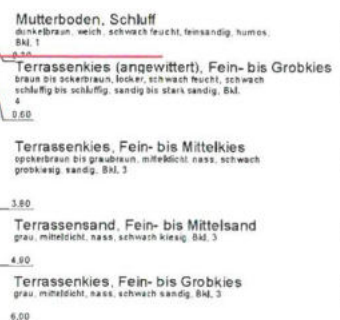 Mutterboden, Schluff
dunkelbraun, weich, schwach feucht, feinsandig, humos,
Bkl. 1
0.30
Terrassenkies (angewittert), Fein- bis Grobkies
braun bis ockerbraun, locker, schwach feucht, schwach
schluffig bis schluffig, sandig bis stark sandig, Bkl.
4
0.60
Terrassenkies, Fein- bis Mittelkies
opckerbraun bis graubraun, mitteldicht, nass, schwach
grobkiesig, sandig, Bkl. 3
3.80
Terrassensand, Fein- bis Mittelsand
grau, mitteldicht, nass, schwach kiesig, Bkl. 3
4.90
Terrassenkies, Fein- bis Grobkies
grau, mitteldicht, nass, schwach sandig, Bkl. 3
6.00